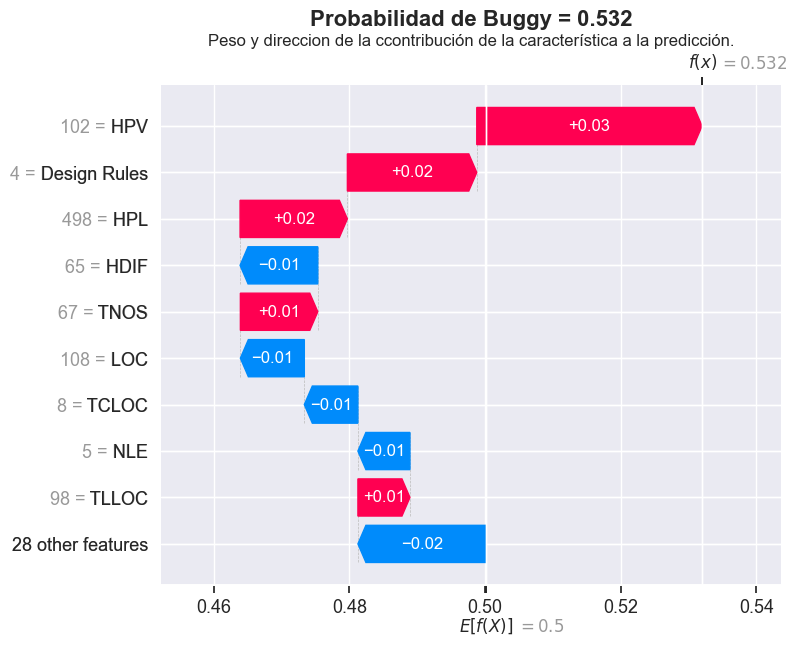 Probabilidad de Buggy = 0.532
Peso y direccion de la ccontribución de la característica a la predicción.
f(x) = 0.532
102 = HPV
+0.03
4 = Design Rules
+0.02
498 = HPL
+0.02
65 = HDIF
−0.01
67 = TNOS
+0.01
108 = LOC
−0.01
8 = TCLOC
−0.01
5 = NLE
−0.01
98 = TLLOC
+0.01
28 other features
−0.02
0.46 0.48 0.50 0.52 0.54
E[f(X)] = 0.5